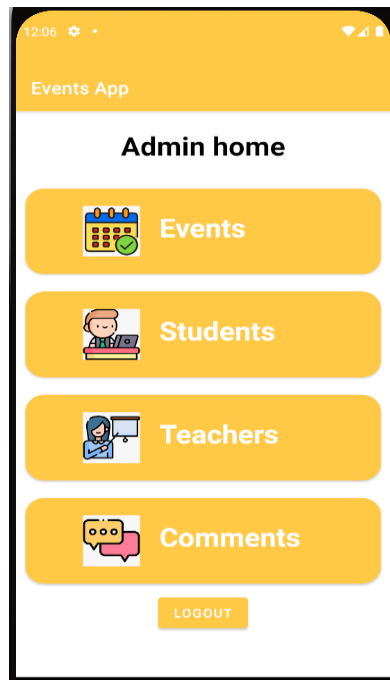 12:06
Events App
Admin home
Events
Students
Teachers
Comments
LOGOUT